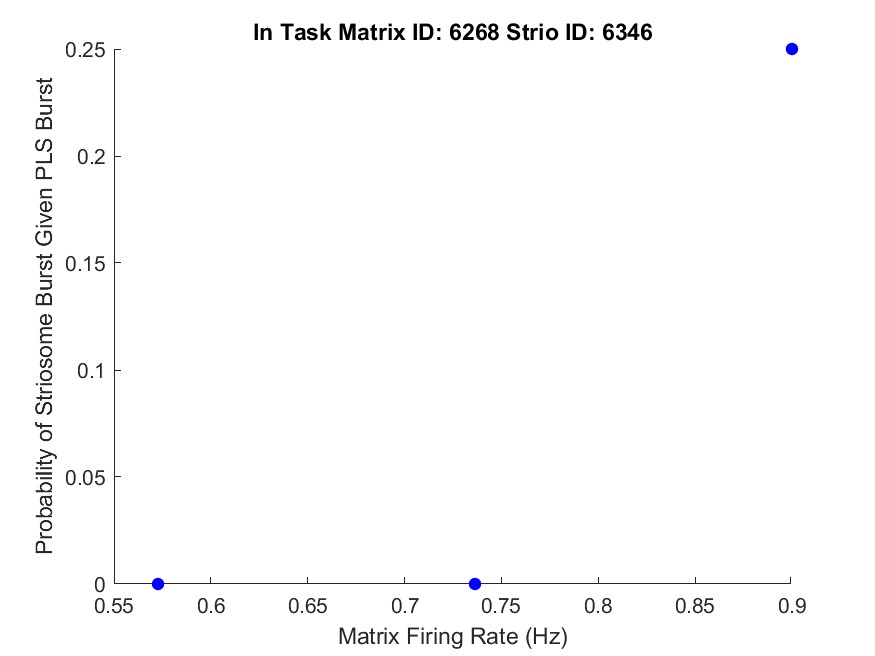 In Task Matrix ID: 6268 Strio ID: 6346
Probability of Striosome Burst Given PLS Burst
0.25
0.2
0.15
0.1
0.05
0
0.55 0.6 0.65 0.7 0.75 0.8 0.85 0.9
Matrix Firing Rate (Hz)